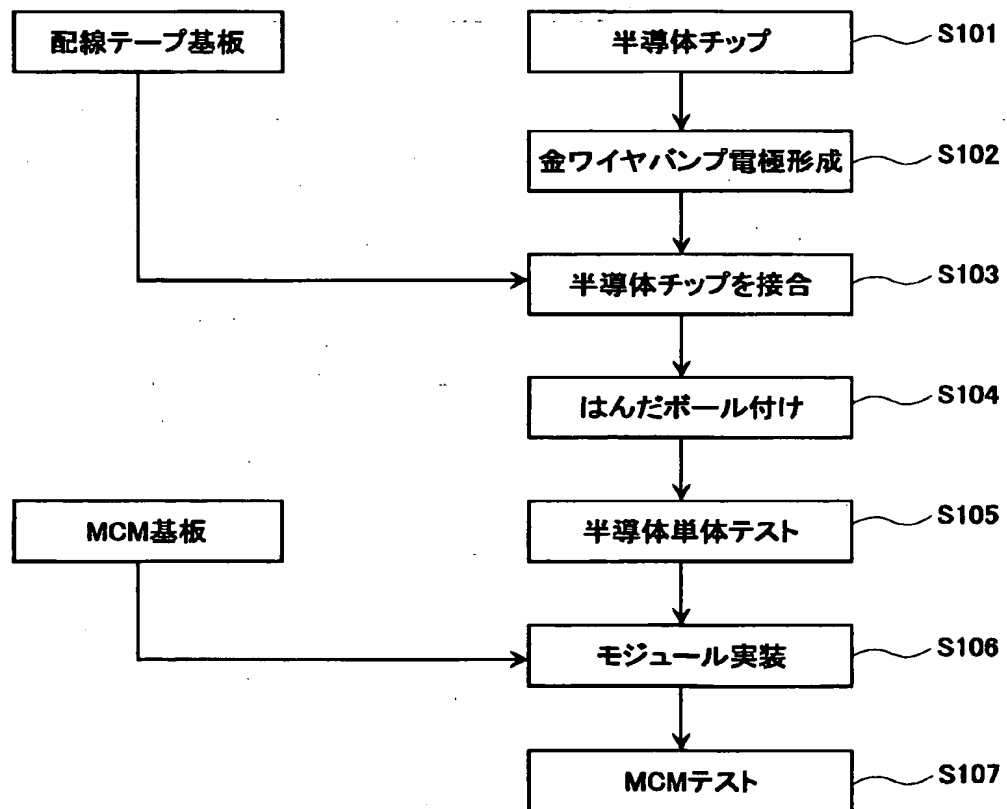 配線テープ基板
半導体チップ
S101
金ワイヤバンプ電極形成
S102
半導体チップを接合
S103
はんだボール付け
S104
MCM基板
半導体単体テスト
S105
モジュール実装
S106
MCMテスト
S107